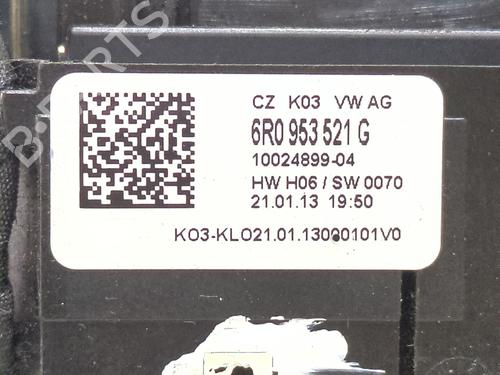 B-PARTS
CZ K03 VW AG
6R0 953 521 G
10024899-04
HW H06 / SW 0070
21.01.13 19:50
KO3-KLO21.01.13000101V0